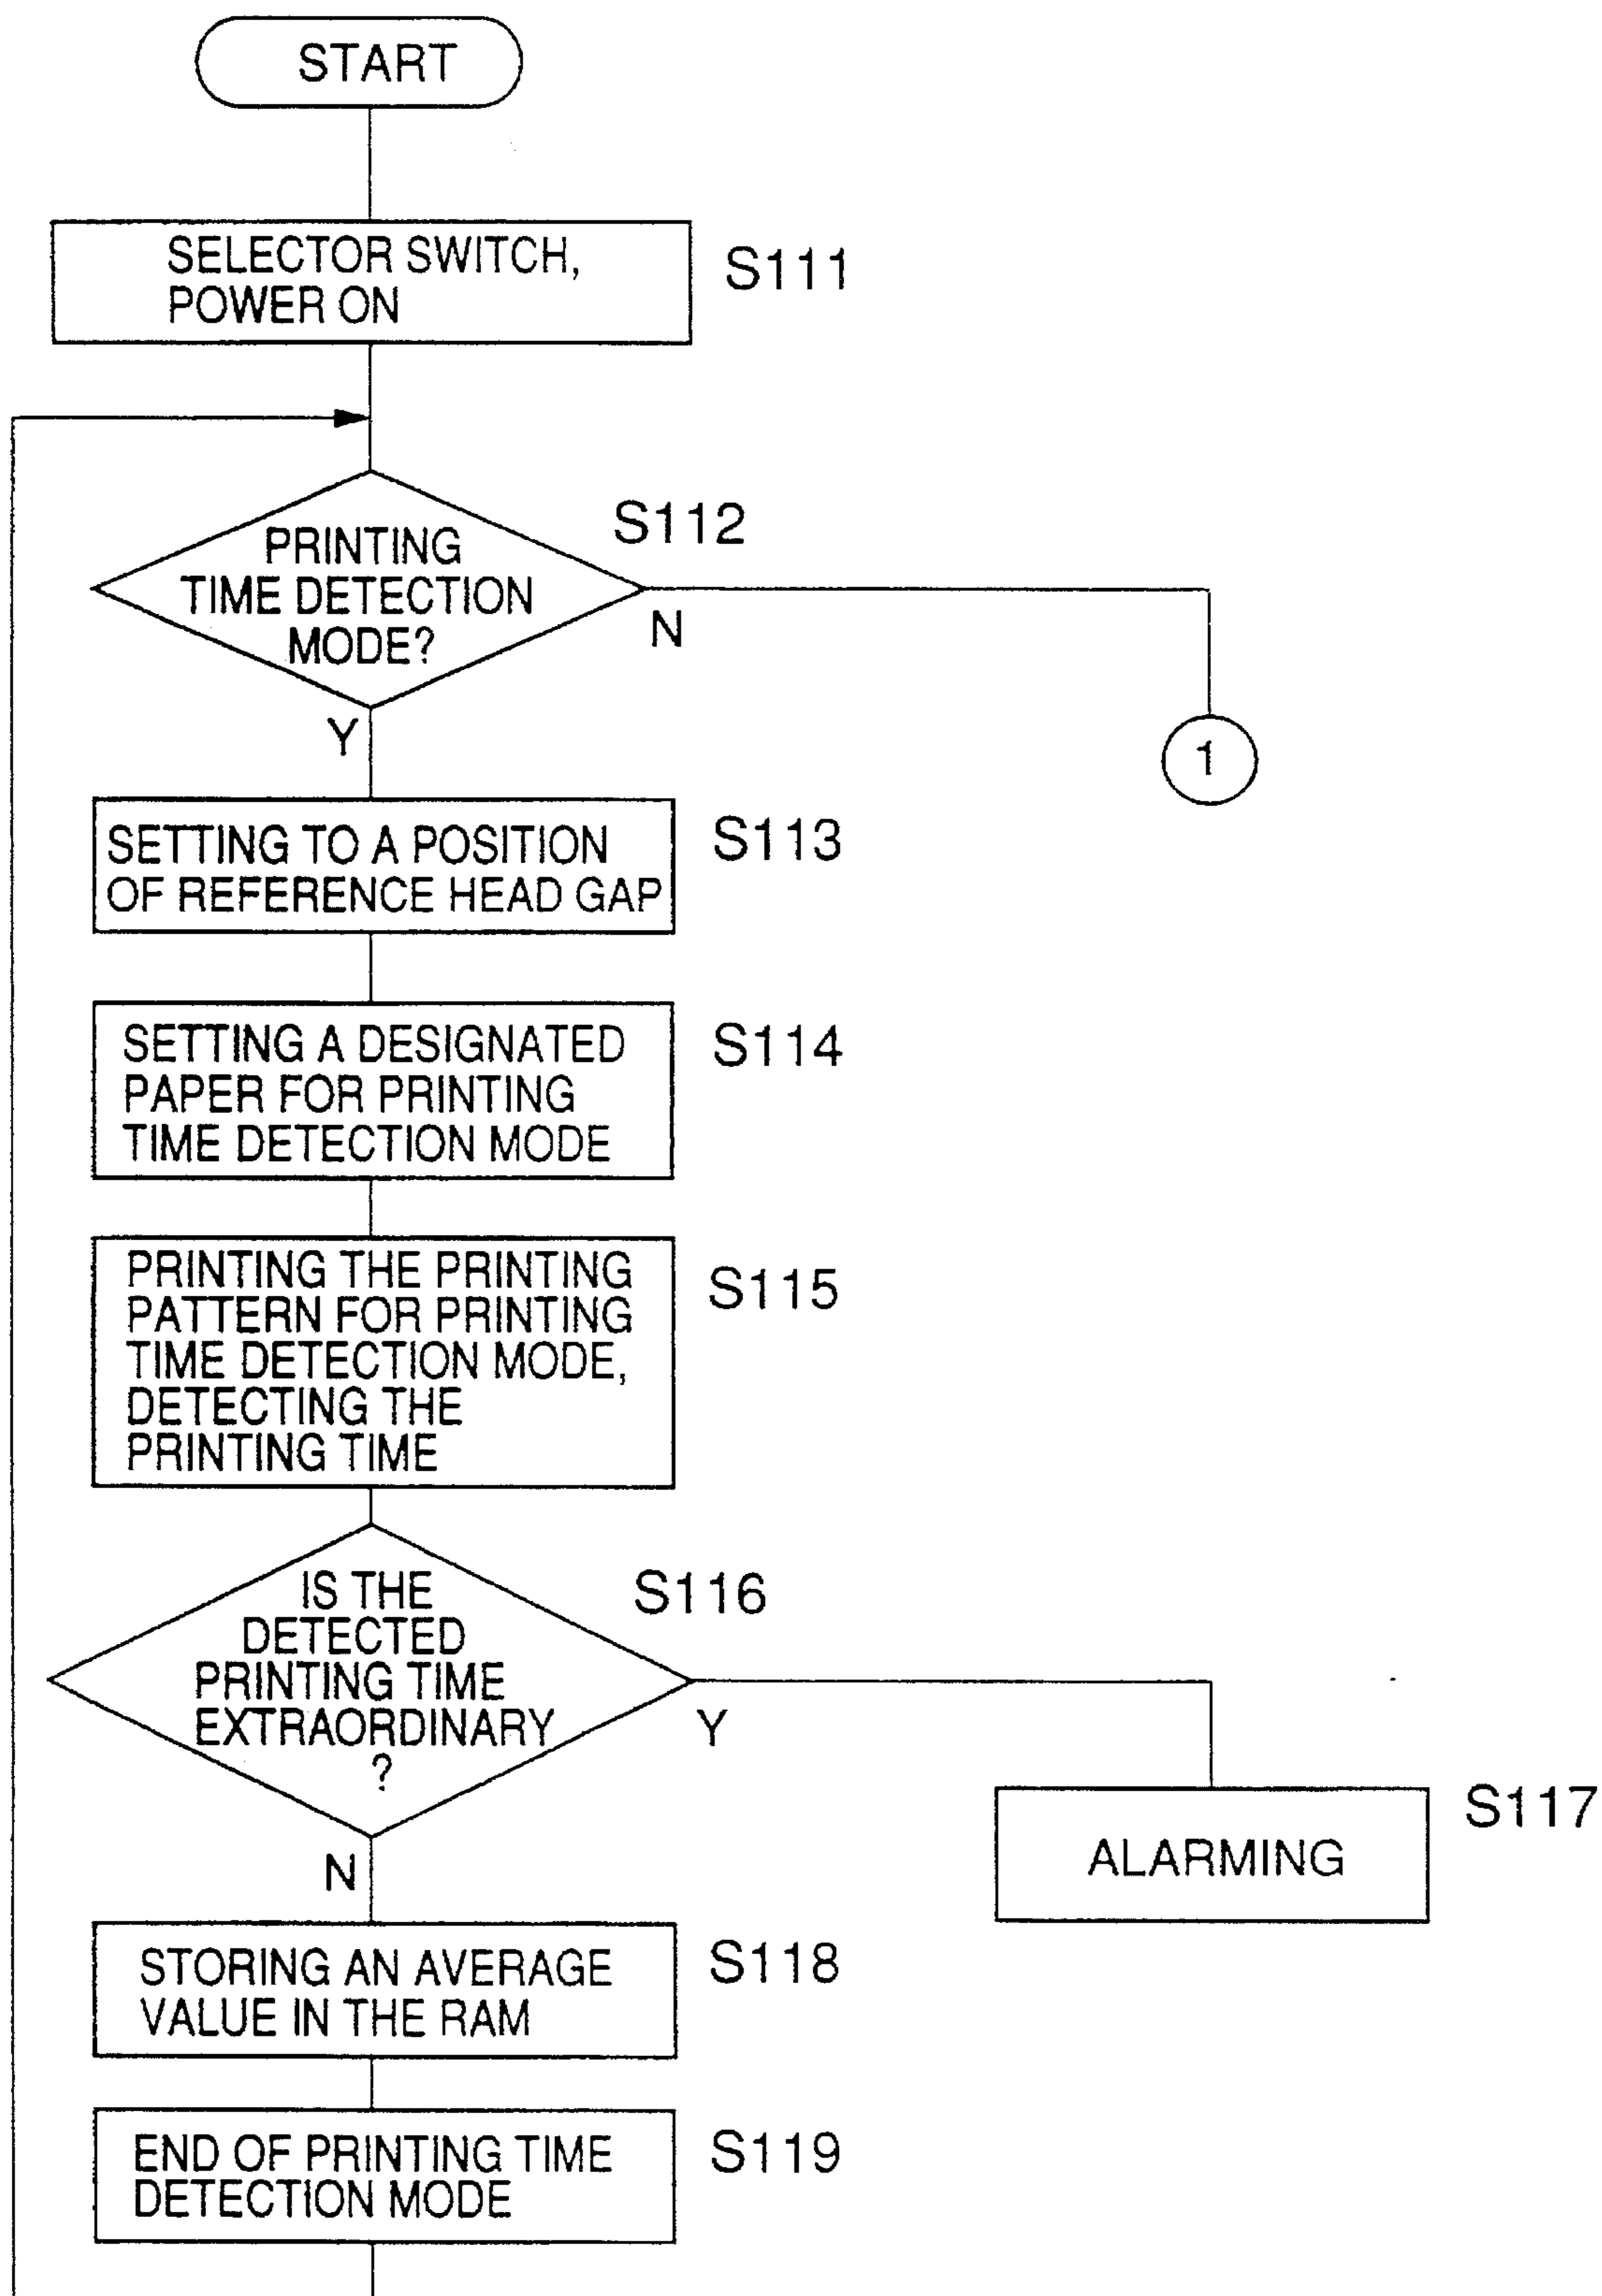 START
SELECTOR SWITCH,
POWER ON
S111
PRINTING
TIME DETECTION
MODE?
S112
N
Y
1
SETTING TO A POSITION
OF REFERENCE HEAD GAP
S113
SETTING A DESIGNATED
PAPER FOR PRINTING
TIME DETECTION MODE
S114
PRINTING THE PRINTING
PATTERN FOR PRINTING
TIME DETECTION MODE,
DETECTING THE
PRINTING TIME
S115
IS THE
DETECTED
PRINTING TIME
EXTRAORDINARY
?
S116
Y
N
ALARMING
S117
STORING AN AVERAGE
VALUE IN THE RAM
S118
END OF PRINTING TIME
DETECTION MODE
S119